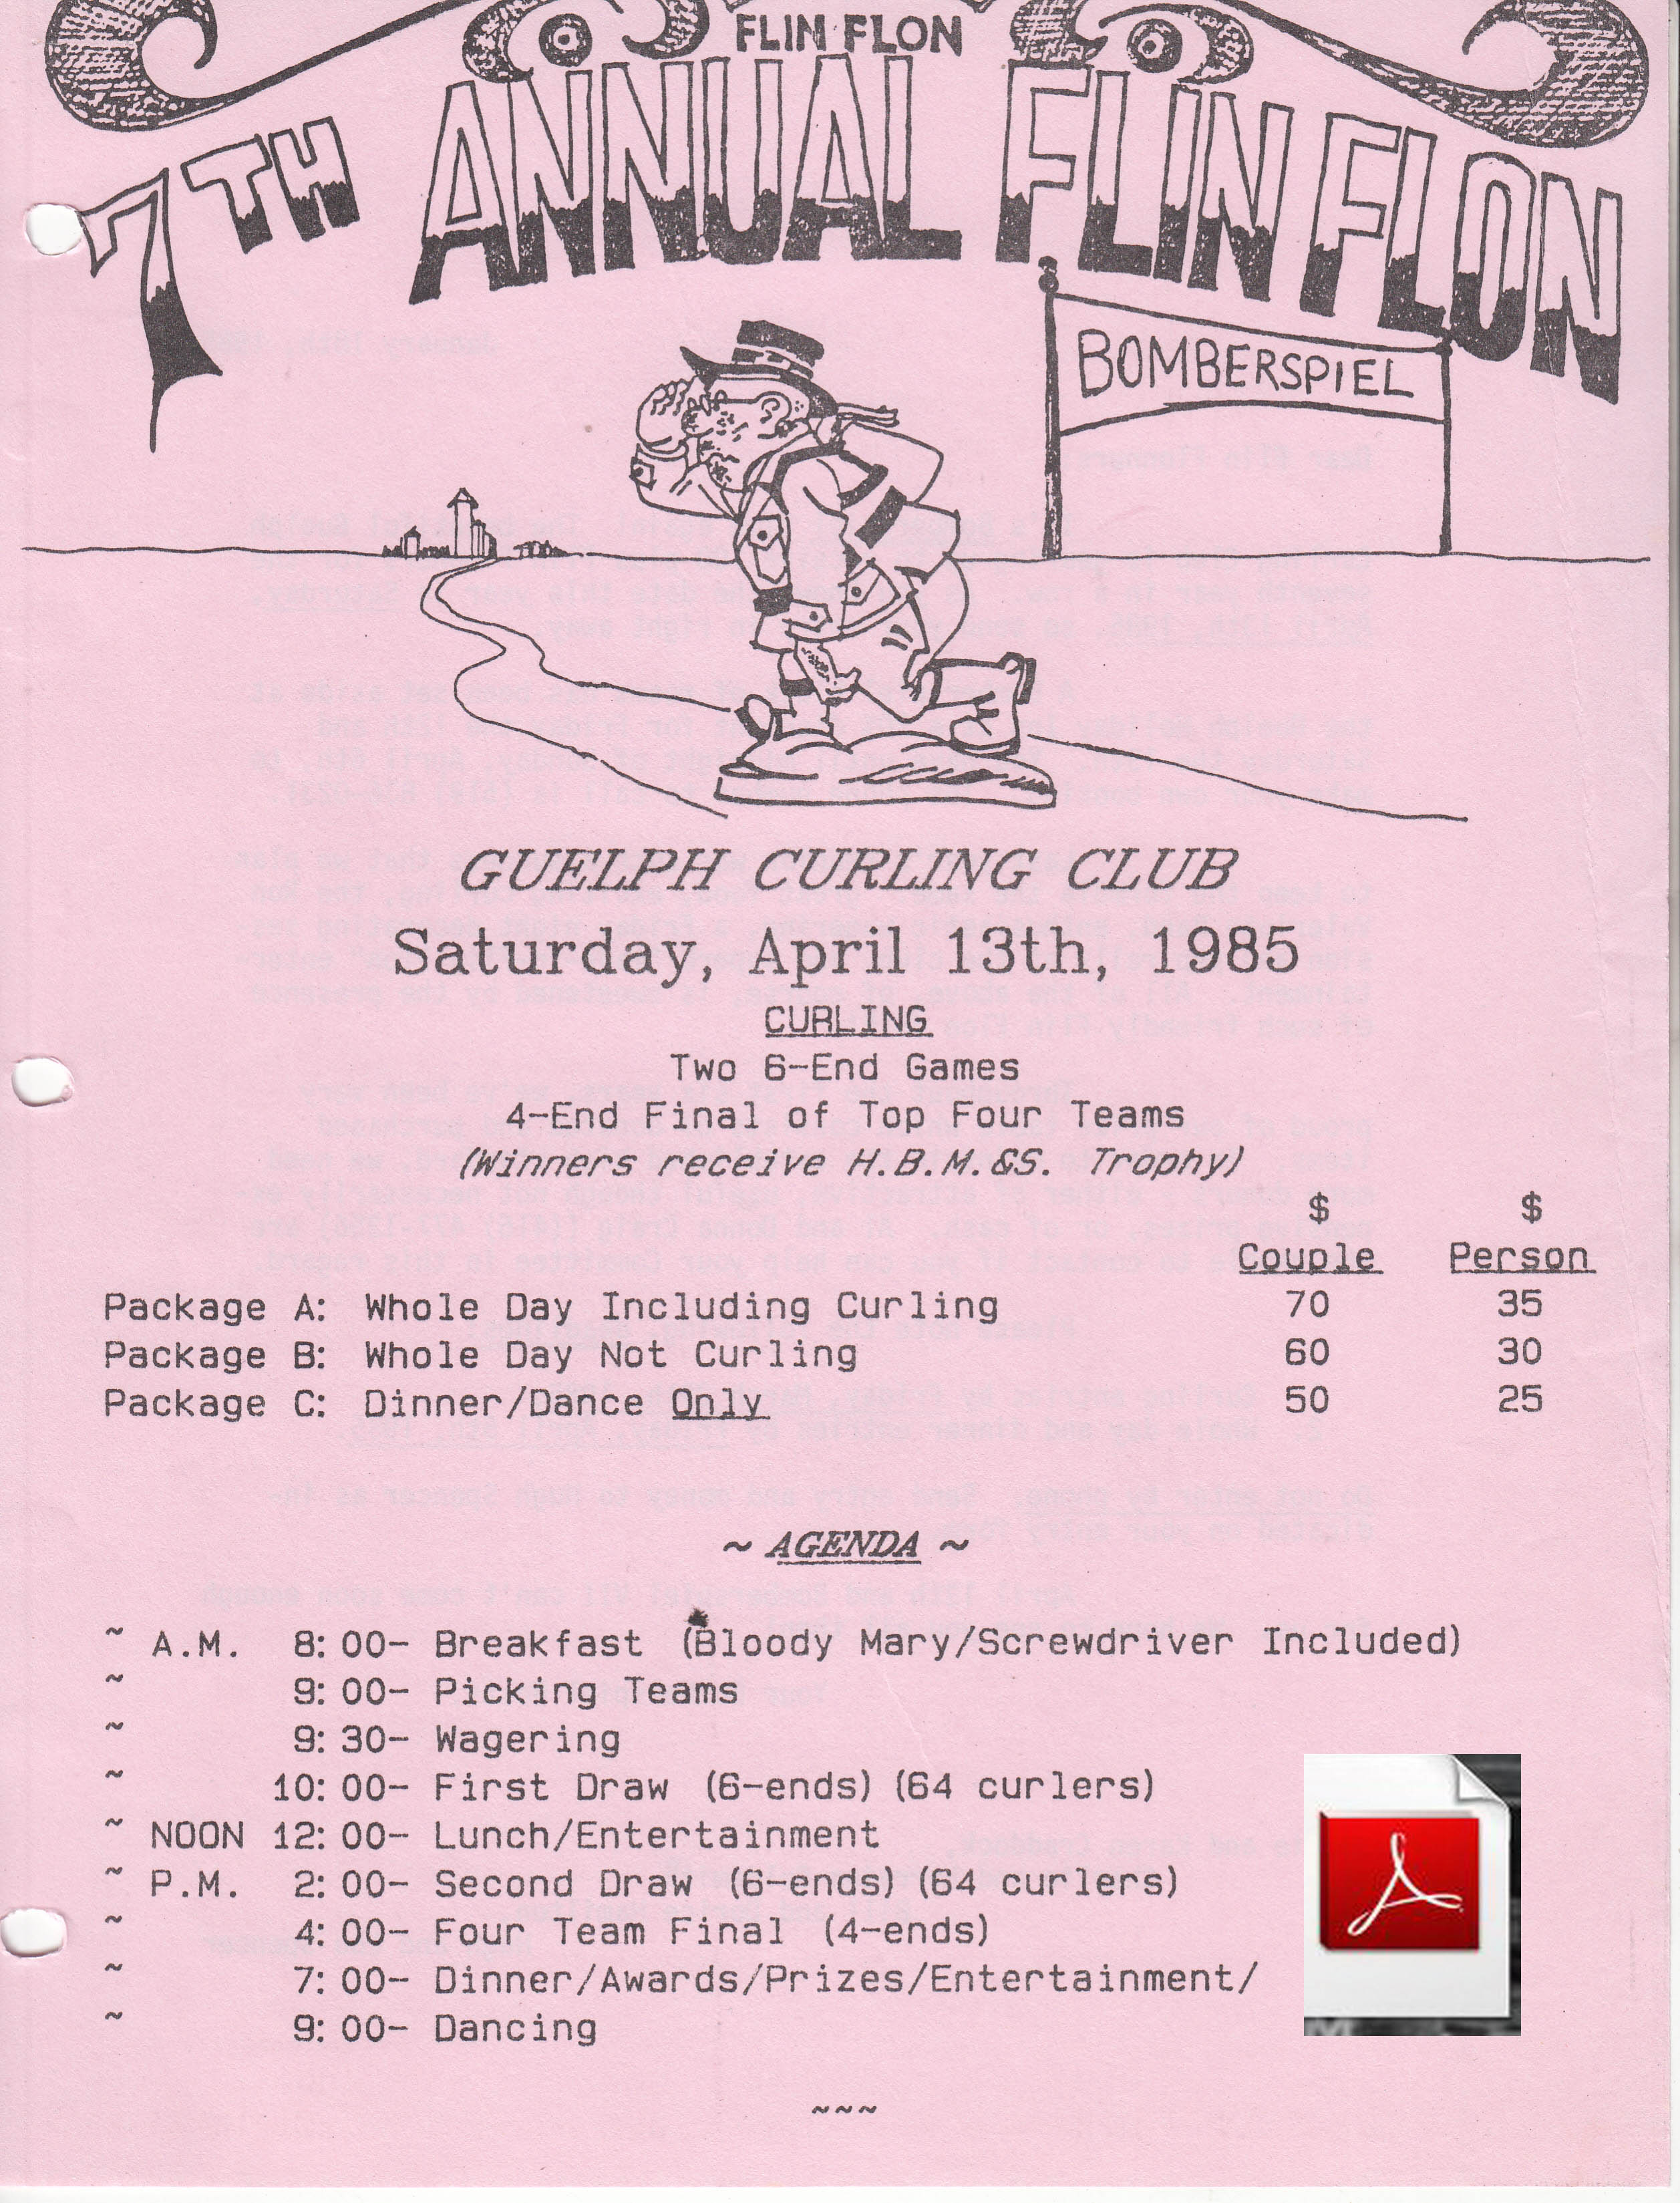 FLIN FLON
7TH ANNUAL FLIN FLON
BOMBERSPIEL
GUELPH CURLING CLUB
Saturday, April 13th, 1985
CURLING
Two 6-End Games
4-End Final of Top Four Teams
(Winners receive H.B.M.&S. Trophy)
$ $
Couple Person
Package A: Whole Day Including Curling 70 35
Package B: Whole Day Not Curling 60 30
Package C: Dinner/Dance Only 50 25
~ AGENDA ~
~ A.M. 8:00- Breakfast (Bloody Mary/Screwdriver Included)
~ 9:00- Picking Teams
~ 9:30- Wagering
~ 10:00- First Draw (6-ends) (64 curlers)
~ NOON 12:00- Lunch/Entertainment
~ P.M. 2:00- Second Draw (6-ends) (64 curlers)
~ 4:00- Four Team Final (4-ends)
~ 7:00- Dinner/Awards/Prizes/Entertainment/
~ 9:00- Dancing
~~~